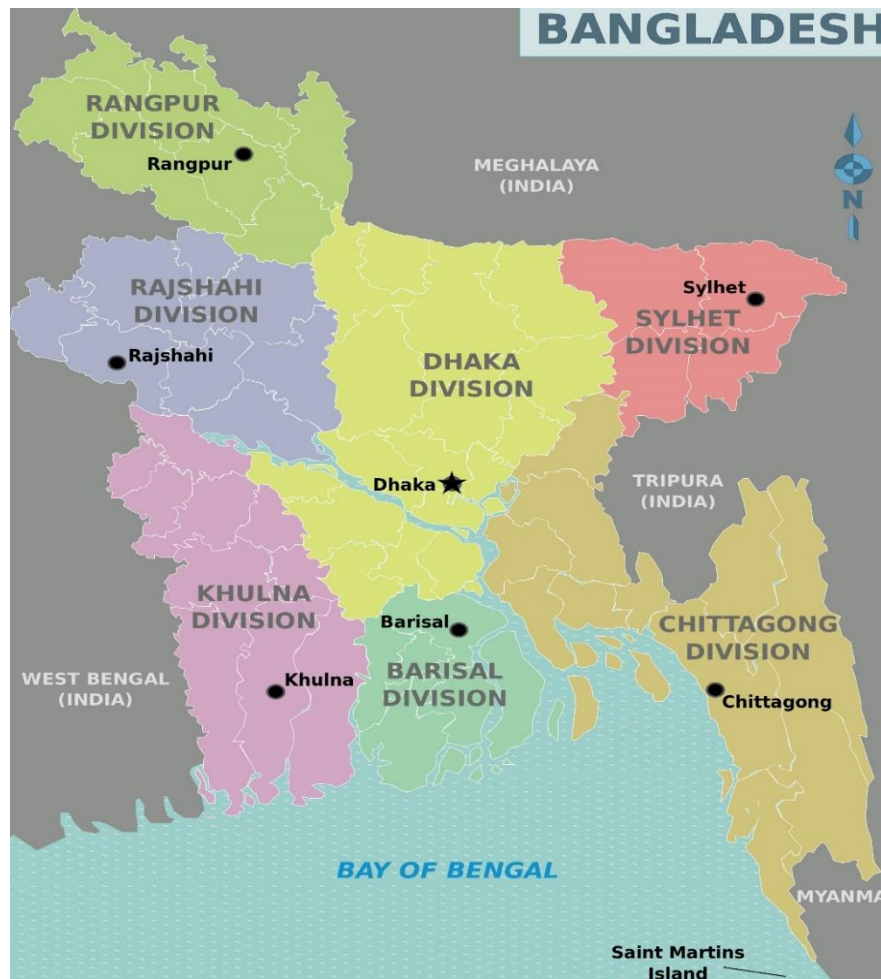 BANGLADESH
RANGPUR
DIVISION
Rangpur
MEGHALAYA
(INDIA)
N
RAJSHAHI
DIVISION
Rajshahi
Sylhet
SYLHET
DIVISION
DHAKA
DIVISION
Dhaka
TRIPURA
(INDIA)
KHULNA
DIVISION
Khulna
Barisal
BARISAL
DIVISION
CHITTAGONG
DIVISION
Chittagong
WEST BENGAL
(INDIA)
BAY OF BENGAL
MYANMA
Saint Martins
Island